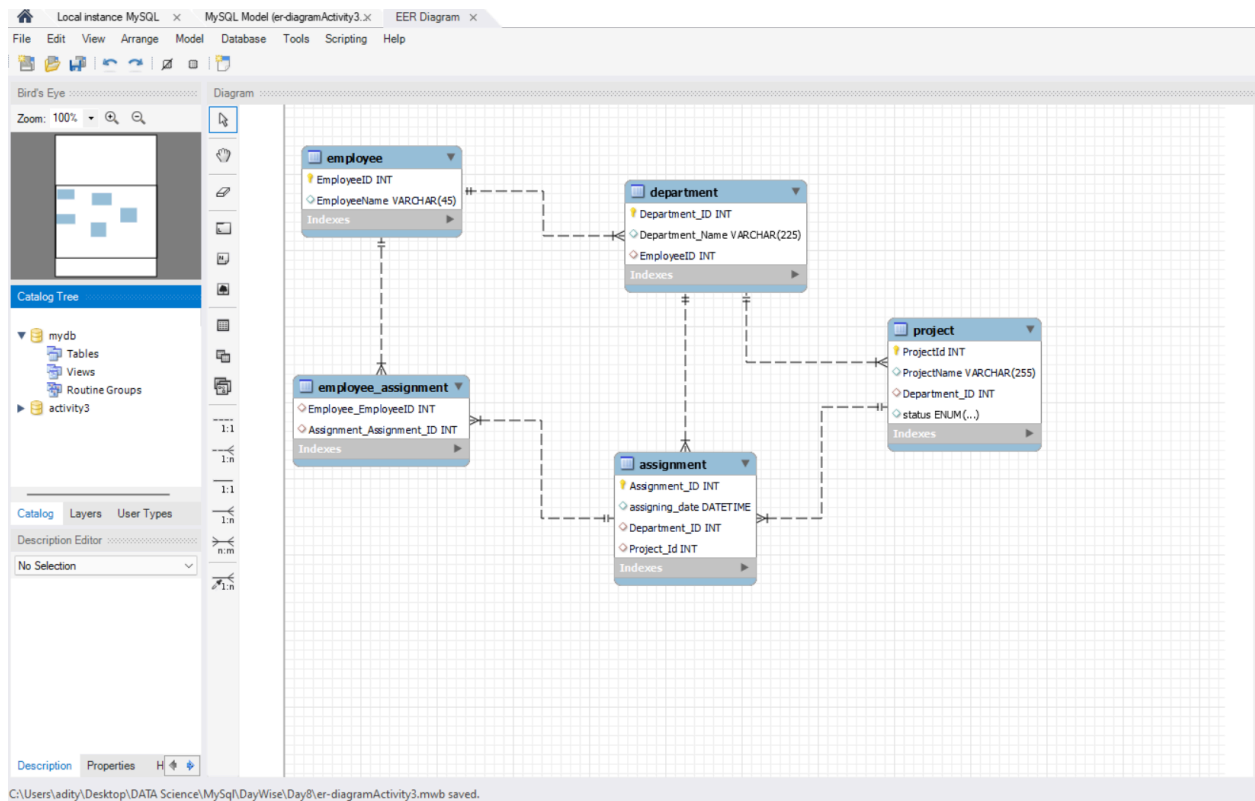 Local instance MySQL ×
MySQL Model (er-diagramActivity3.×
EER Diagram ×
File Edit View Arrange Model Database Tools Scripting Help
Bird's Eye
Diagram
Zoom: 100%
Catalog Tree
mydb
Tables
Views
Routine Groups
activity3
Catalog Layers User Types
Description Editor
No Selection
Description Properties H
1:1
1:n
1:1
1:n
n:m
1:n
employee
EmployeeID INT
EmployeeName VARCHAR(45)
Indexes
department
Department_ID INT
Department_Name VARCHAR(225)
EmployeeID INT
Indexes
project
ProjectId INT
ProjectName VARCHAR(255)
Department_ID INT
status ENUM(...)
Indexes
employee_assignment
Employee_EmployeeID INT
Assignment_Assignment_ID INT
Indexes
assignment
Assignment_ID INT
assigning_date DATETIME
Department_ID INT
Project_Id INT
Indexes
C:\Users\adity\Desktop\DATA Science\MySql\DayWise\Day8\er-diagramActivity3.mwb saved.